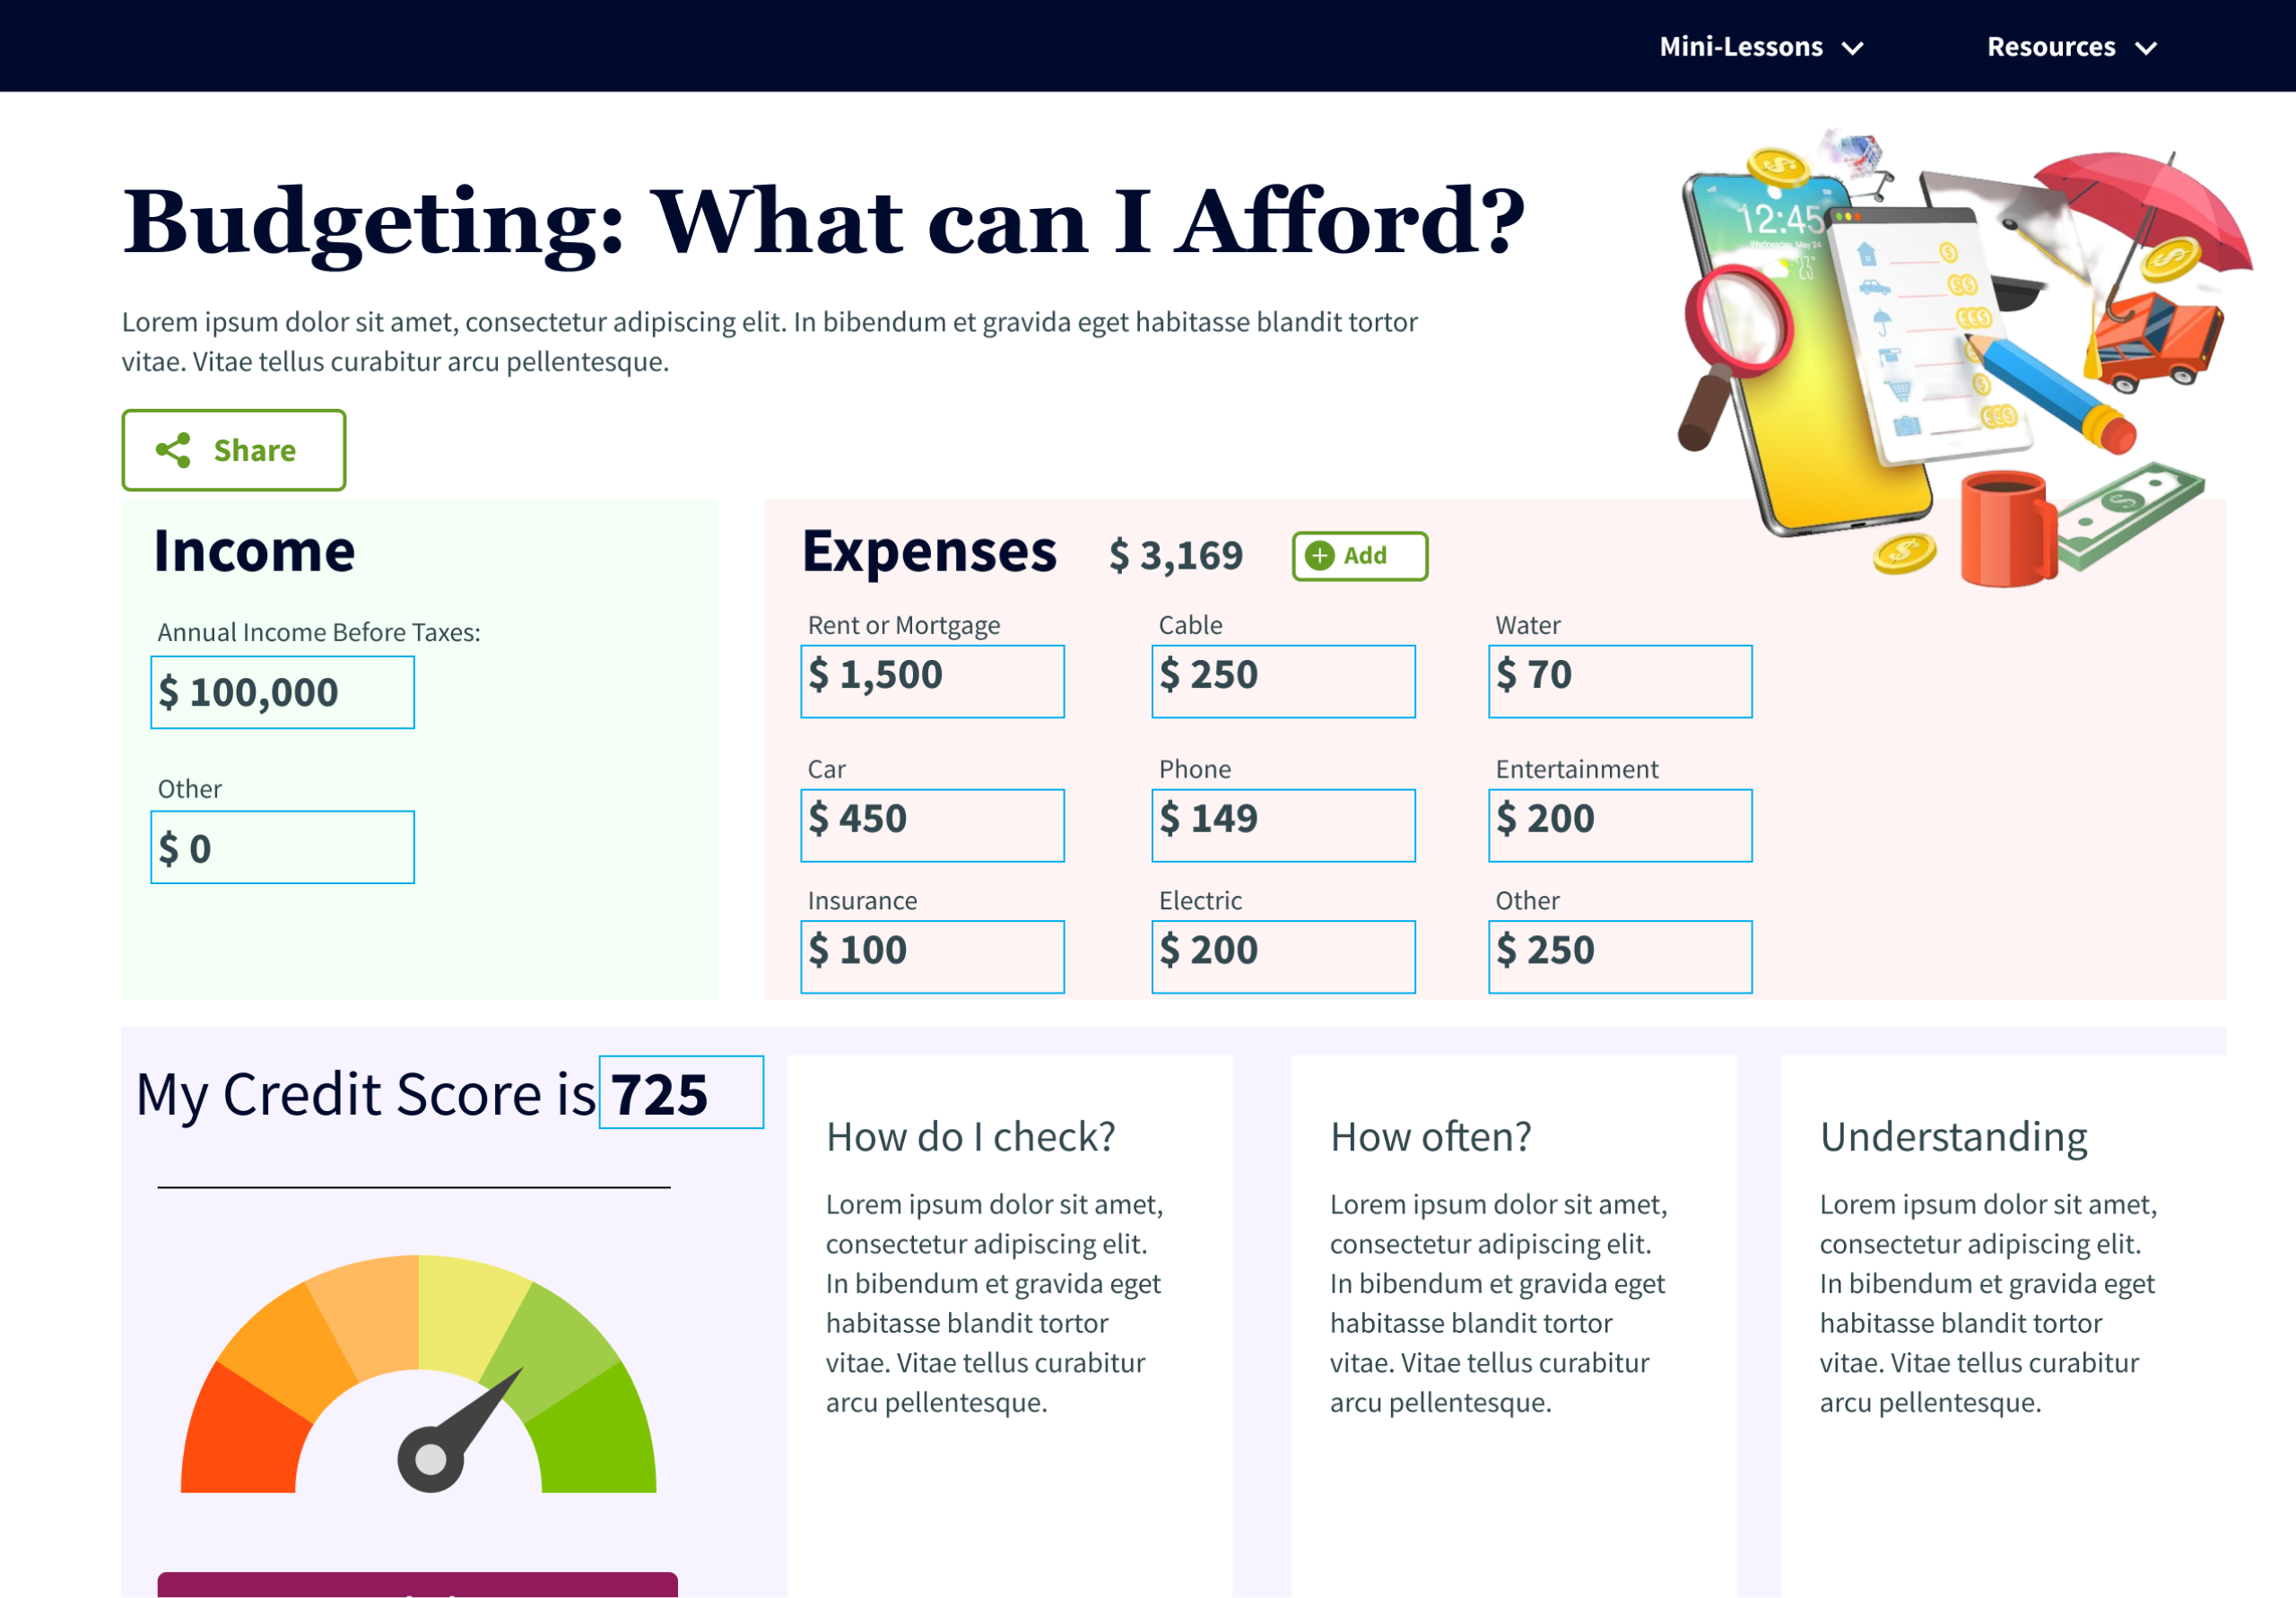 Mini-Lessons
Resources
Budgeting: What can I Afford?
Lorem ipsum dolor sit amet, consectetur adipiscing elit. In bibendum et gravida eget habitasse blandit tortor
vitae. Vitae tellus curabitur arcu pellentesque.
Share
12:45
Wednesday, May 24
23°
Income
Annual Income Before Taxes:
$ 100,000
Other
$ 0
Expenses $ 3,169
Add
Rent or Mortgage Cable Water
$ 1,500 $ 250 $ 70
Car Phone Entertainment
$ 450 $ 149 $ 200
Insurance Electric Other
$ 100 $ 200 $ 250
My Credit Score is 725
How do I check?
Lorem ipsum dolor sit amet,
consectetur adipiscing elit.
In bibendum et gravida eget
habitasse blandit tortor
vitae. Vitae tellus curabitur
arcu pellentesque.
How often?
Lorem ipsum dolor sit amet,
consectetur adipiscing elit.
In bibendum et gravida eget
habitasse blandit tortor
vitae. Vitae tellus curabitur
arcu pellentesque.
Understanding
Lorem ipsum dolor sit amet,
consectetur adipiscing elit.
In bibendum et gravida eget
habitasse blandit tortor
vitae. Vitae tellus curabitur
arcu pellentesque.